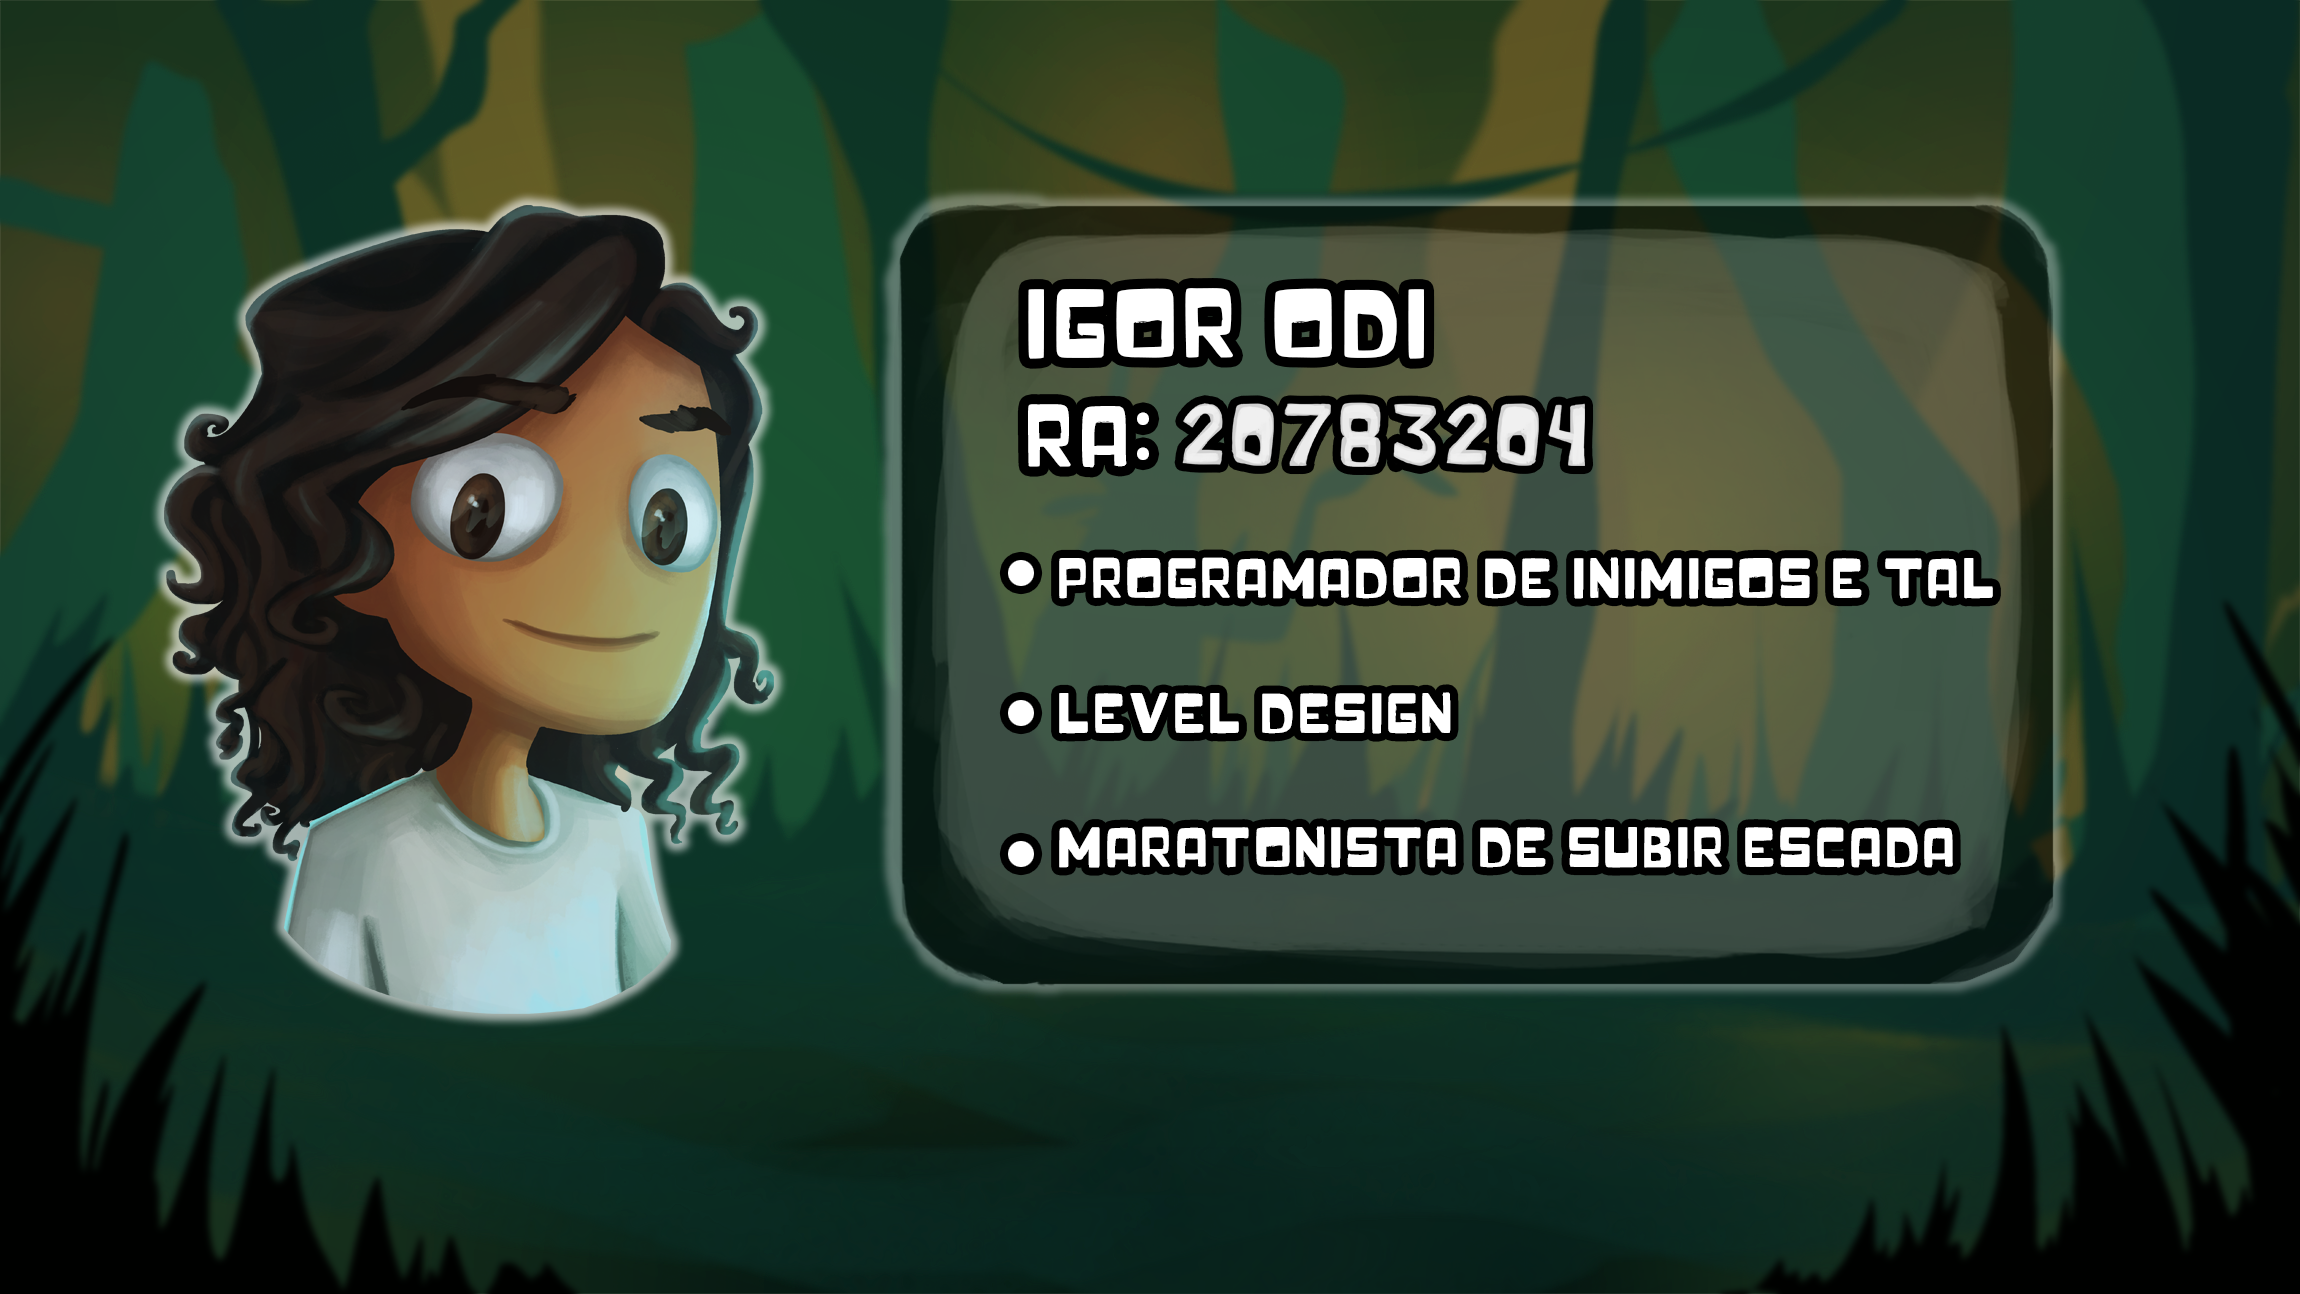 IGOR ODI
RA: 20783204
• PROGRAMADOR DE INIMIGOS E TAL
• LEVEL DESIGN
• MARATONISTA DE SUBIR ESCADA